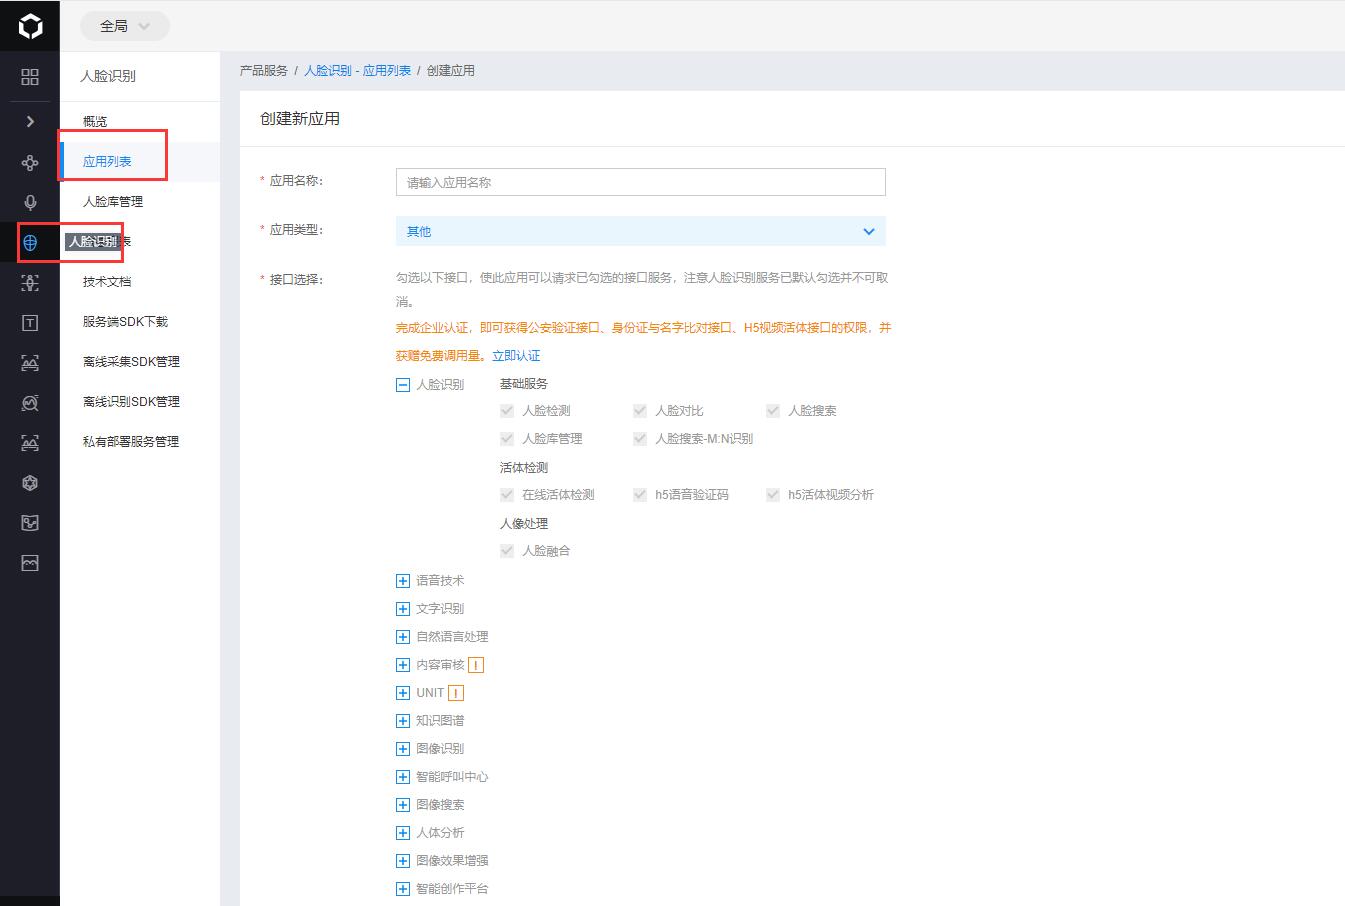 全局
人脸识别
概览
应用列表
人脸库管理
人脸识别
表
技术文档
服务端SDK下载
离线采集SDK管理
离线识别SDK管理
私有部署服务管理
产品服务 / 人脸识别 - 应用列表 / 创建应用
创建新应用
* 应用名称：
请输入应用名称
* 应用类型：
其他
* 接口选择：
勾选以下接口，使此应用可以请求已勾选的接口服务，注意人脸识别服务已默认勾选并不可取
消。
完成企业认证，即可获得公安验证接口、身份证与名字比对接口、H5视频活体接口的权限，并
获赠免费调用量。立即认证
人脸识别
基础服务
人脸检测 人脸对比 人脸搜索
人脸库管理 人脸搜索-M:N识别
活体检测
在线活体检测 h5语音验证码 h5活体视频分析
人像处理
人脸融合
语音技术
文字识别
自然语言处理
内容审核 !
UNIT !
知识图谱
图像识别
智能呼叫中心
图像搜索
人体分析
图像效果增强
智能创作平台